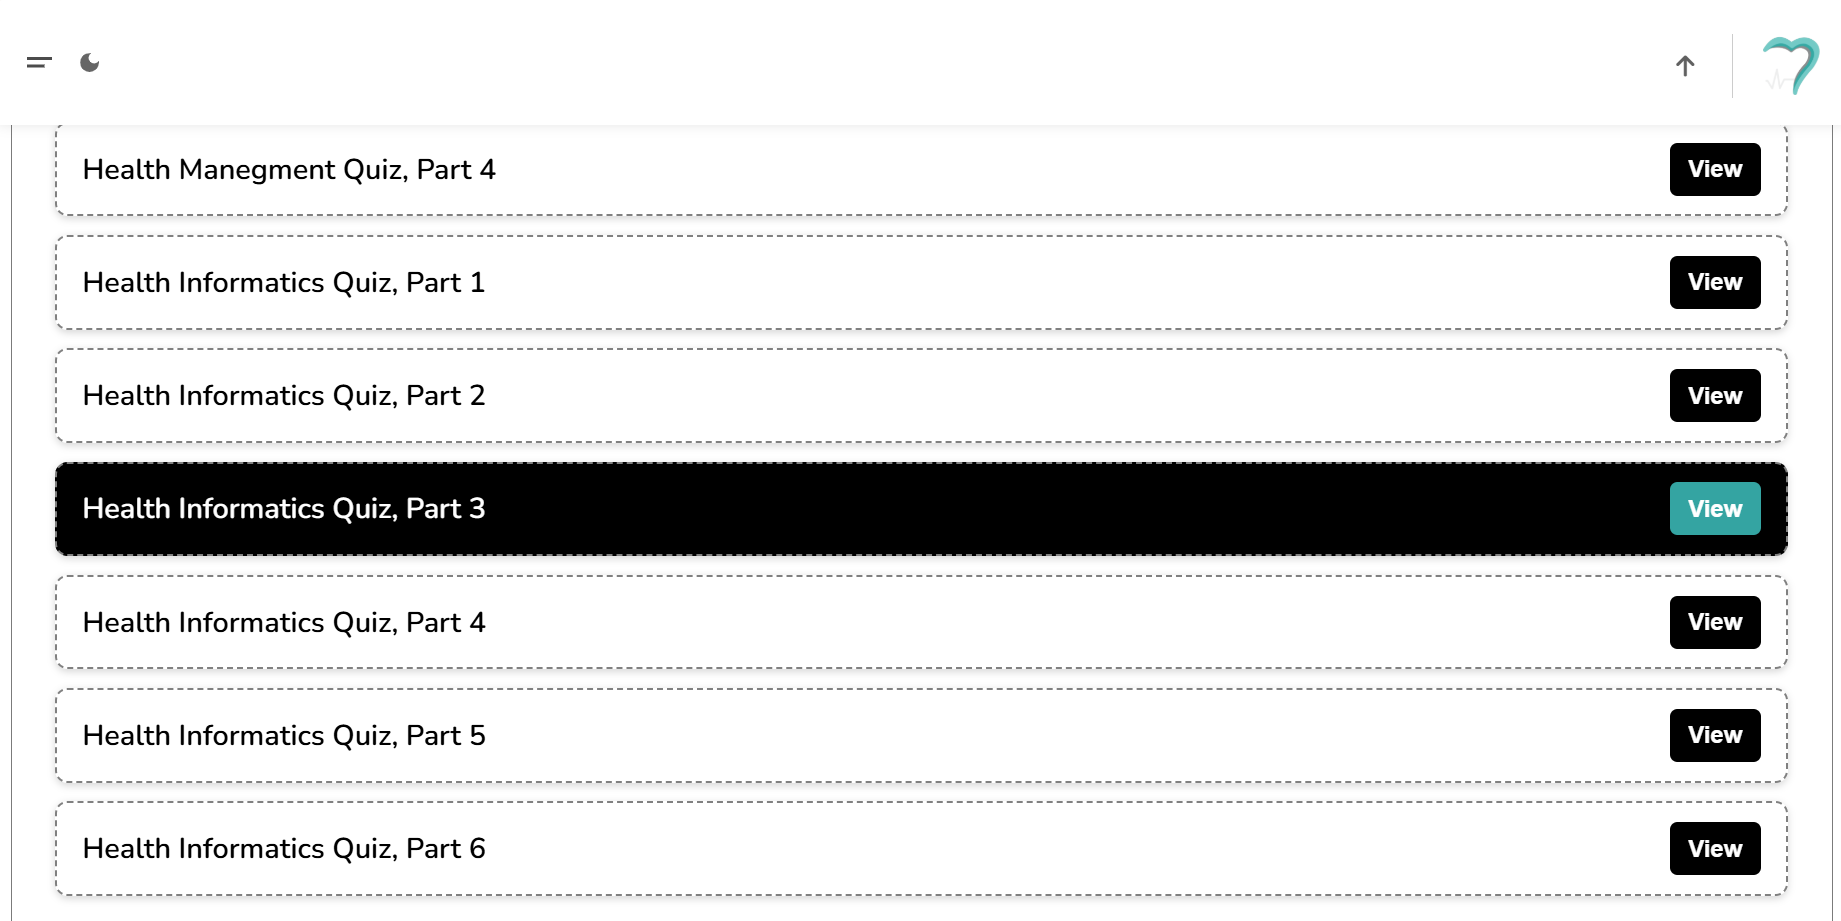 Health Manegment Quiz, Part 4 View
Health Informatics Quiz, Part 1 View
Health Informatics Quiz, Part 2 View
Health Informatics Quiz, Part 3 View
Health Informatics Quiz, Part 4 View
Health Informatics Quiz, Part 5 View
Health Informatics Quiz, Part 6 View